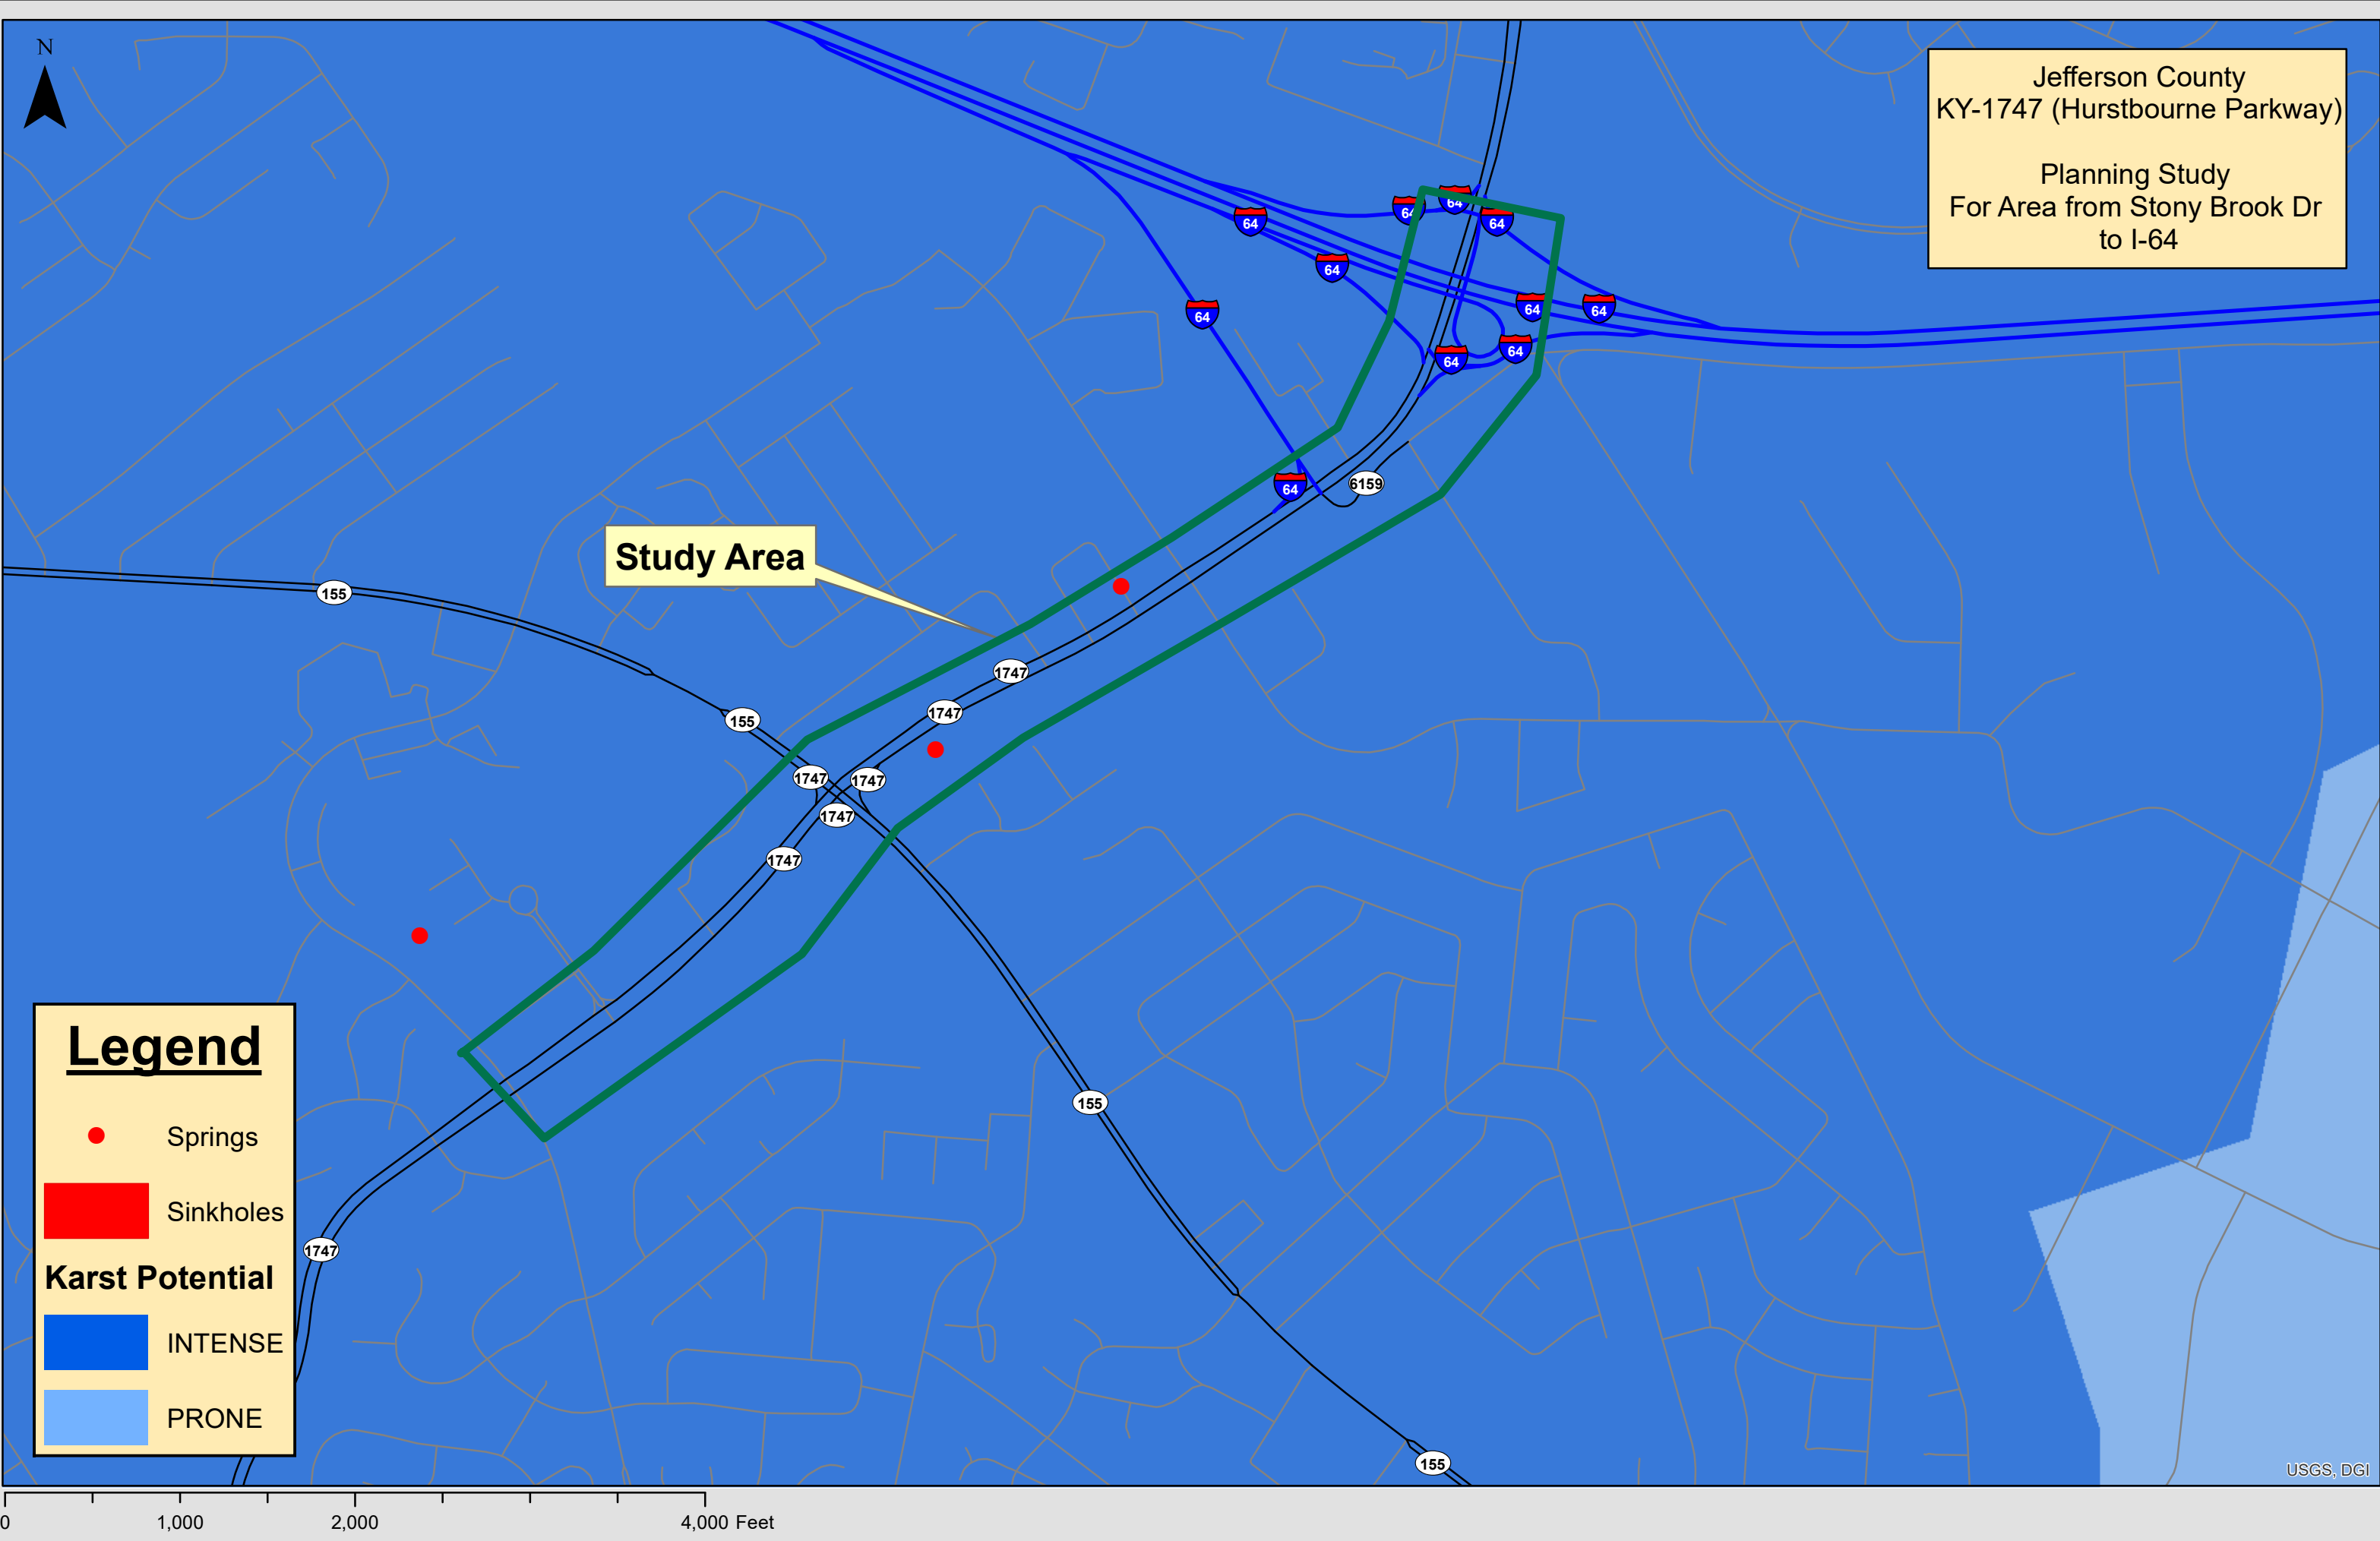 N
Jefferson County
KY-1747 (Hurstbourne Parkway)
Planning Study
For Area from Stony Brook Dr
to I-64
64
64
64
64
64
64
64
64
64
64
64
6159
Study Area
155
1747
1747
155
1747
1747
1747
1747
155
1747
155
Legend
Springs
Sinkholes
Karst Potential
INTENSE
PRONE
USGS, DGI
0
1,000
2,000
4,000 Feet